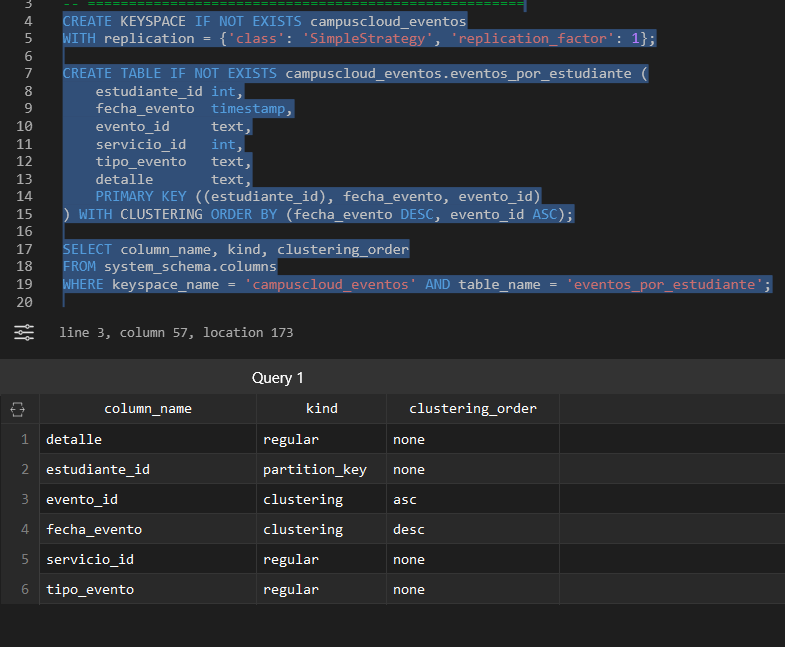 3 -- =====================================================
4 CREATE KEYSPACE IF NOT EXISTS campuscloud_eventos
5 WITH replication = {'class': 'SimpleStrategy', 'replication_factor': 1};
6
7 CREATE TABLE IF NOT EXISTS campuscloud_eventos.eventos_por_estudiante (
8     estudiante_id int,
9     fecha_evento  timestamp,
10     evento_id     text,
11     servicio_id   int,
12     tipo_evento   text,
13     detalle       text,
14     PRIMARY KEY ((estudiante_id), fecha_evento, evento_id)
15 ) WITH CLUSTERING ORDER BY (fecha_evento DESC, evento_id ASC);
16
17 SELECT column_name, kind, clustering_order
18 FROM system_schema.columns
19 WHERE keyspace_name = 'campuscloud_eventos' AND table_name = 'eventos_por_estudiante';
20
line 3, column 57, location 173
Query 1
column_name kind clustering_order
1 detalle regular none
2 estudiante_id partition_key none
3 evento_id clustering asc
4 fecha_evento clustering desc
5 servicio_id regular none
6 tipo_evento regular none